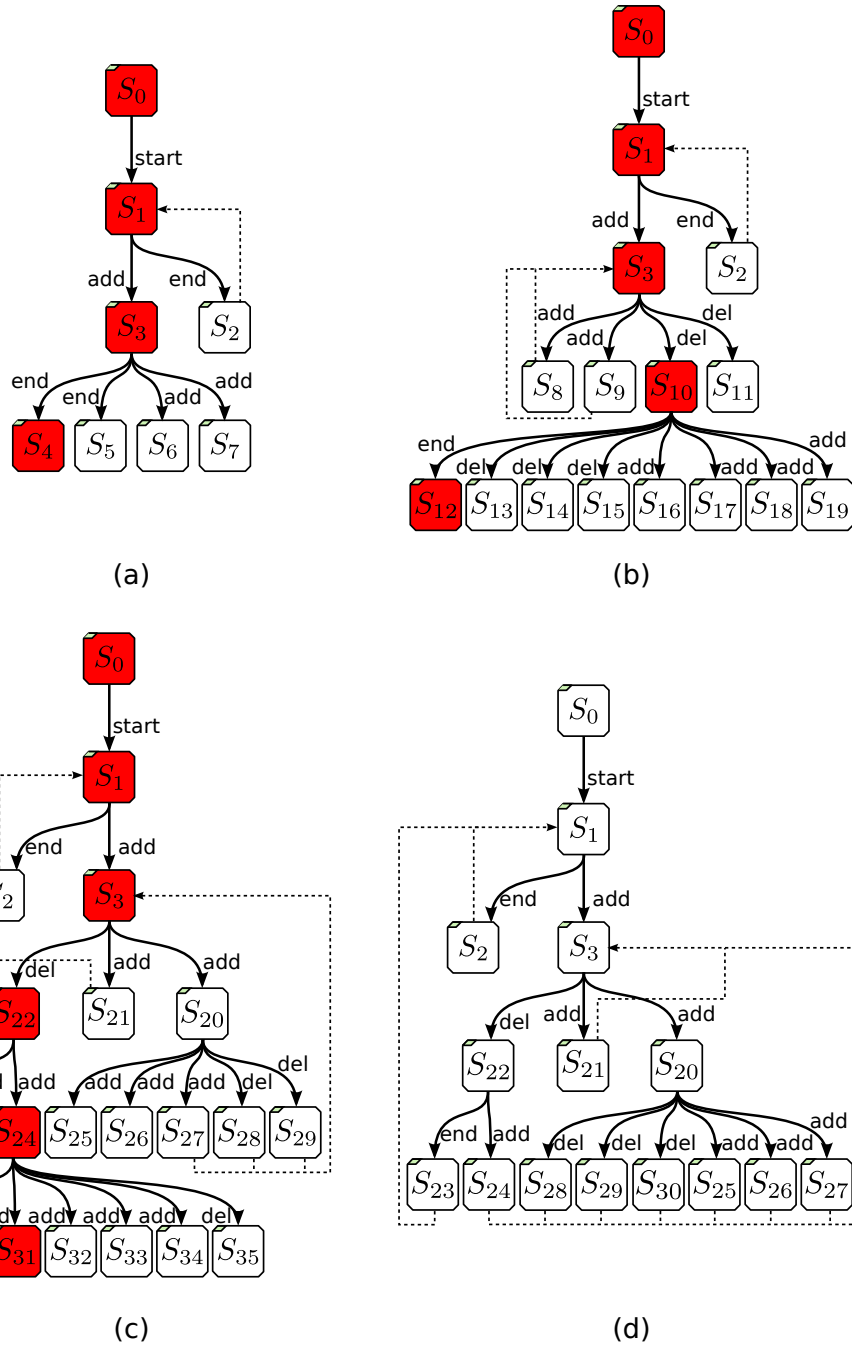 S0
start
S1
add end
S3 S2
end end add add
S4 S5 S6 S7
(a)
S0
start
S1
add end
S3 S2
add add del del
S8 S9 S10 S11
end del del del add add add add
S12 S13 S14 S15 S16 S17 S18 S19
(b)
S0
start
S1
end add
2 S3
del add add
S22 S21 S20
add add add add del del
S24 S25 S26 S27 S28 S29
add add add del
S31 S32 S33 S34 S35
(c)
S0
start
S1
end add
S2 S3
del add add
S22 S21 S20
end add del del del add add add
S23 S24 S28 S29 S30 S25 S26 S27
(d)